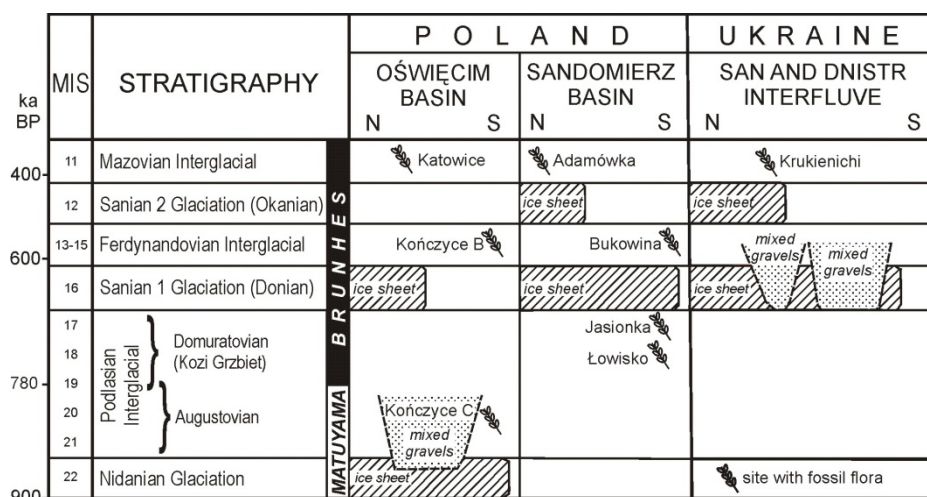 POLAND
UKRAINE
ka
BP
MIS
STRATIGRAPHY
OŚWIĘCIM
BASIN
N S
SANDOMIERZ
BASIN
N S
SAN AND DNISTR
INTERFLUVE
N S
400
11 Mazovian Interglacial
Katowice
Adamówka
Krukienichi
12 Sanian 2 Glaciation (Okanian)
ice sheet
ice sheet
600
13-15 Ferdynandovian Interglacial
Kończyce B
Bukowina
mixed
gravels
mixed
gravels
16 Sanian 1 Glaciation (Donian)
ice sheet
ice sheet
ice sheet
BRUNHES
17
18
19
20
21
780
Podlasian
Interglacial
Domuratovian
(Kozi Grzbiet)
Augustovian
Jasionka
Łowisko
MATUYAMA
Kończyce C
mixed
gravels
22 Nidanian Glaciation
ice sheet
site with fossil flora
900